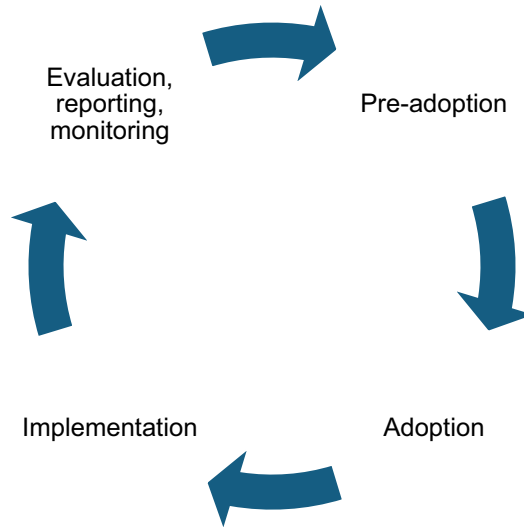 Evaluation,
reporting,
monitoring
Pre-adoption
Implementation
Adoption